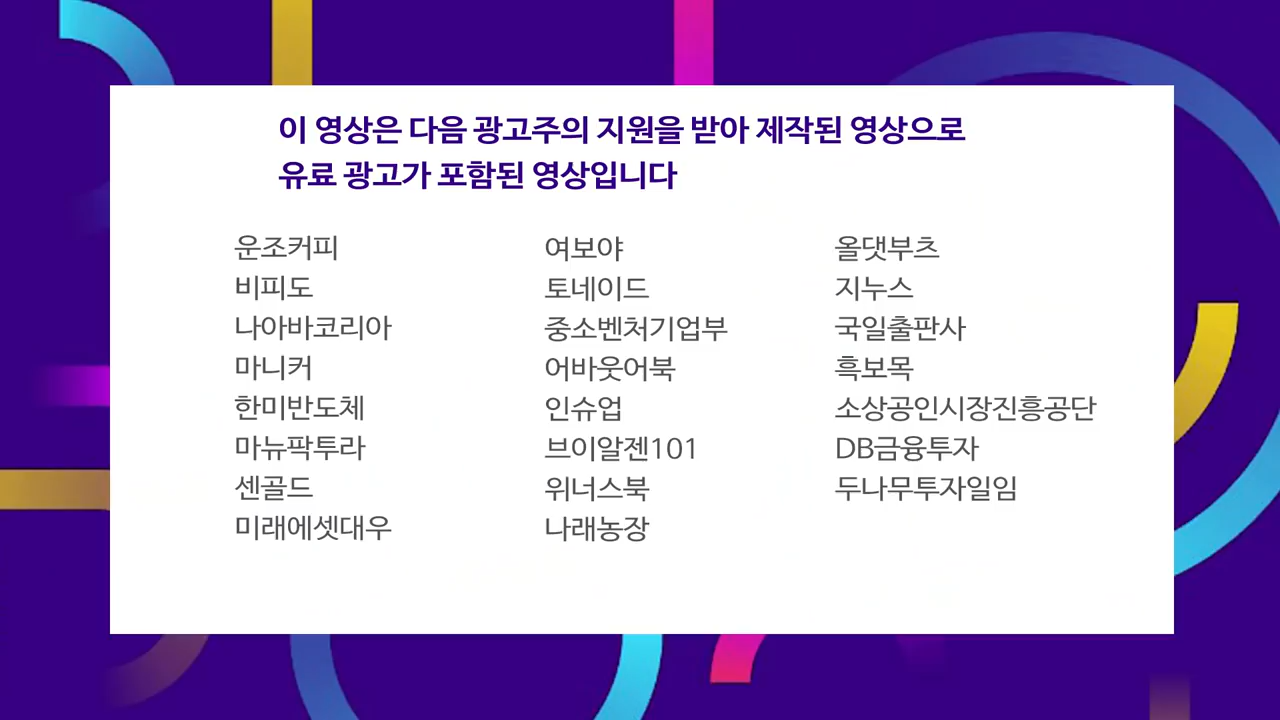 이 영상은 다음 광고주의 지원을 받아 제작된 영상으로
유료 광고가 포함된 영상입니다
운조커피
비피도
나아바코리아
마니커
한미반도체
마뉴팍투라
센골드
미래에셋대우
여보야
토네이드
중소벤처기업부
어바웃어북
인슈업
브이알젠101
위너스북
나래농장
올댓부츠
지누스
국일출판사
흑보목
소상공인시장진흥공단
DB금융투자
두나무투자일임